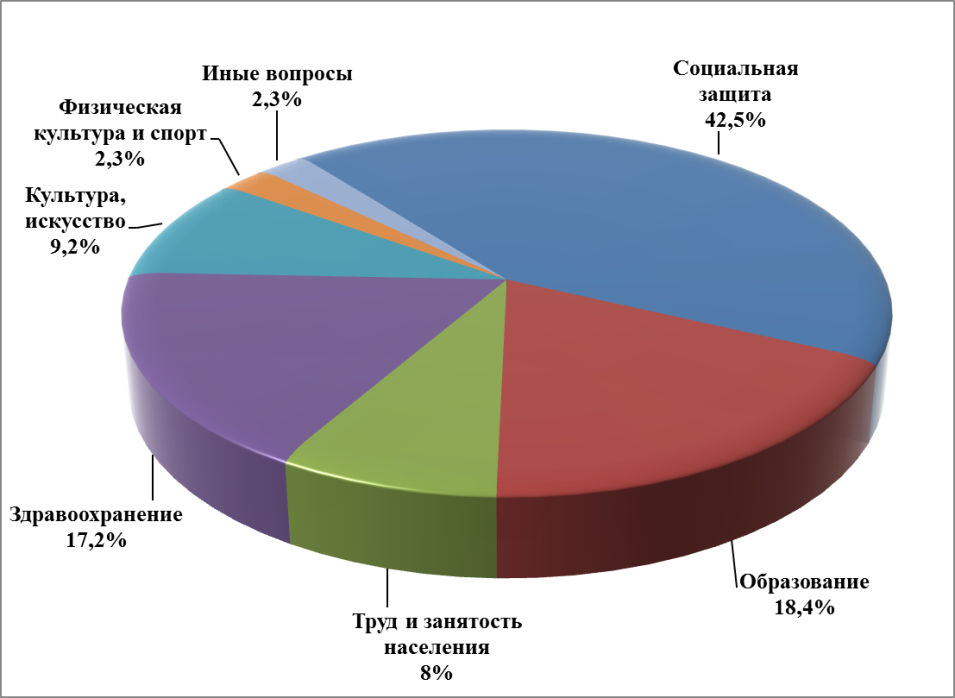 Иные вопросы
2,3%
Социальная
защита
42,5%
Физическая
культура и спорт
2,3%
Культура,
искусство
9,2%
Здравоохранение
17,2%
Образование
18,4%
Труд и занятость
населения
8%